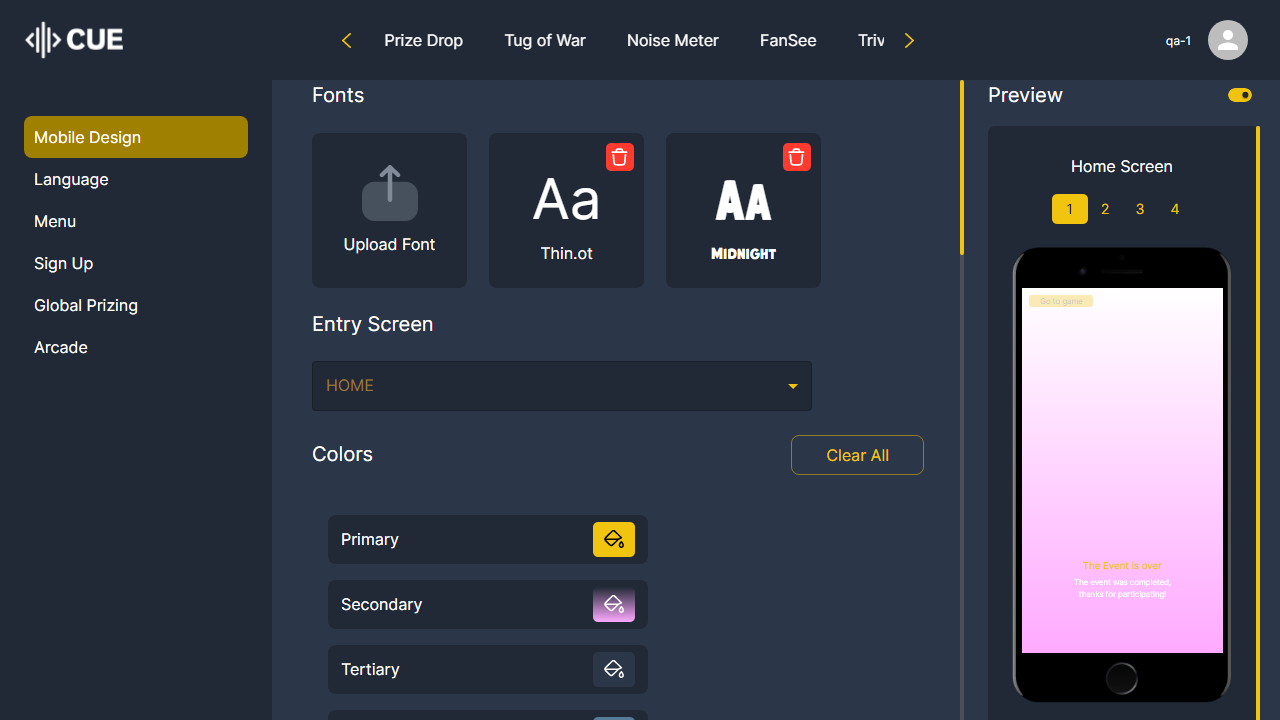 CUE
Prize Drop
Tug of War
Noise Meter
FanSee
Triv
qa-1
Mobile Design
Language
Menu
Sign Up
Global Prizing
Arcade
Fonts
Upload Font
Aa
Thin.ot
AA
MIDNIGHT
Entry Screen
HOME
Colors
Clear All
Primary
Secondary
Tertiary
Preview
Home Screen
1 2 3 4
Go to game
The Event is over
The event was completed,
thanks for participating!